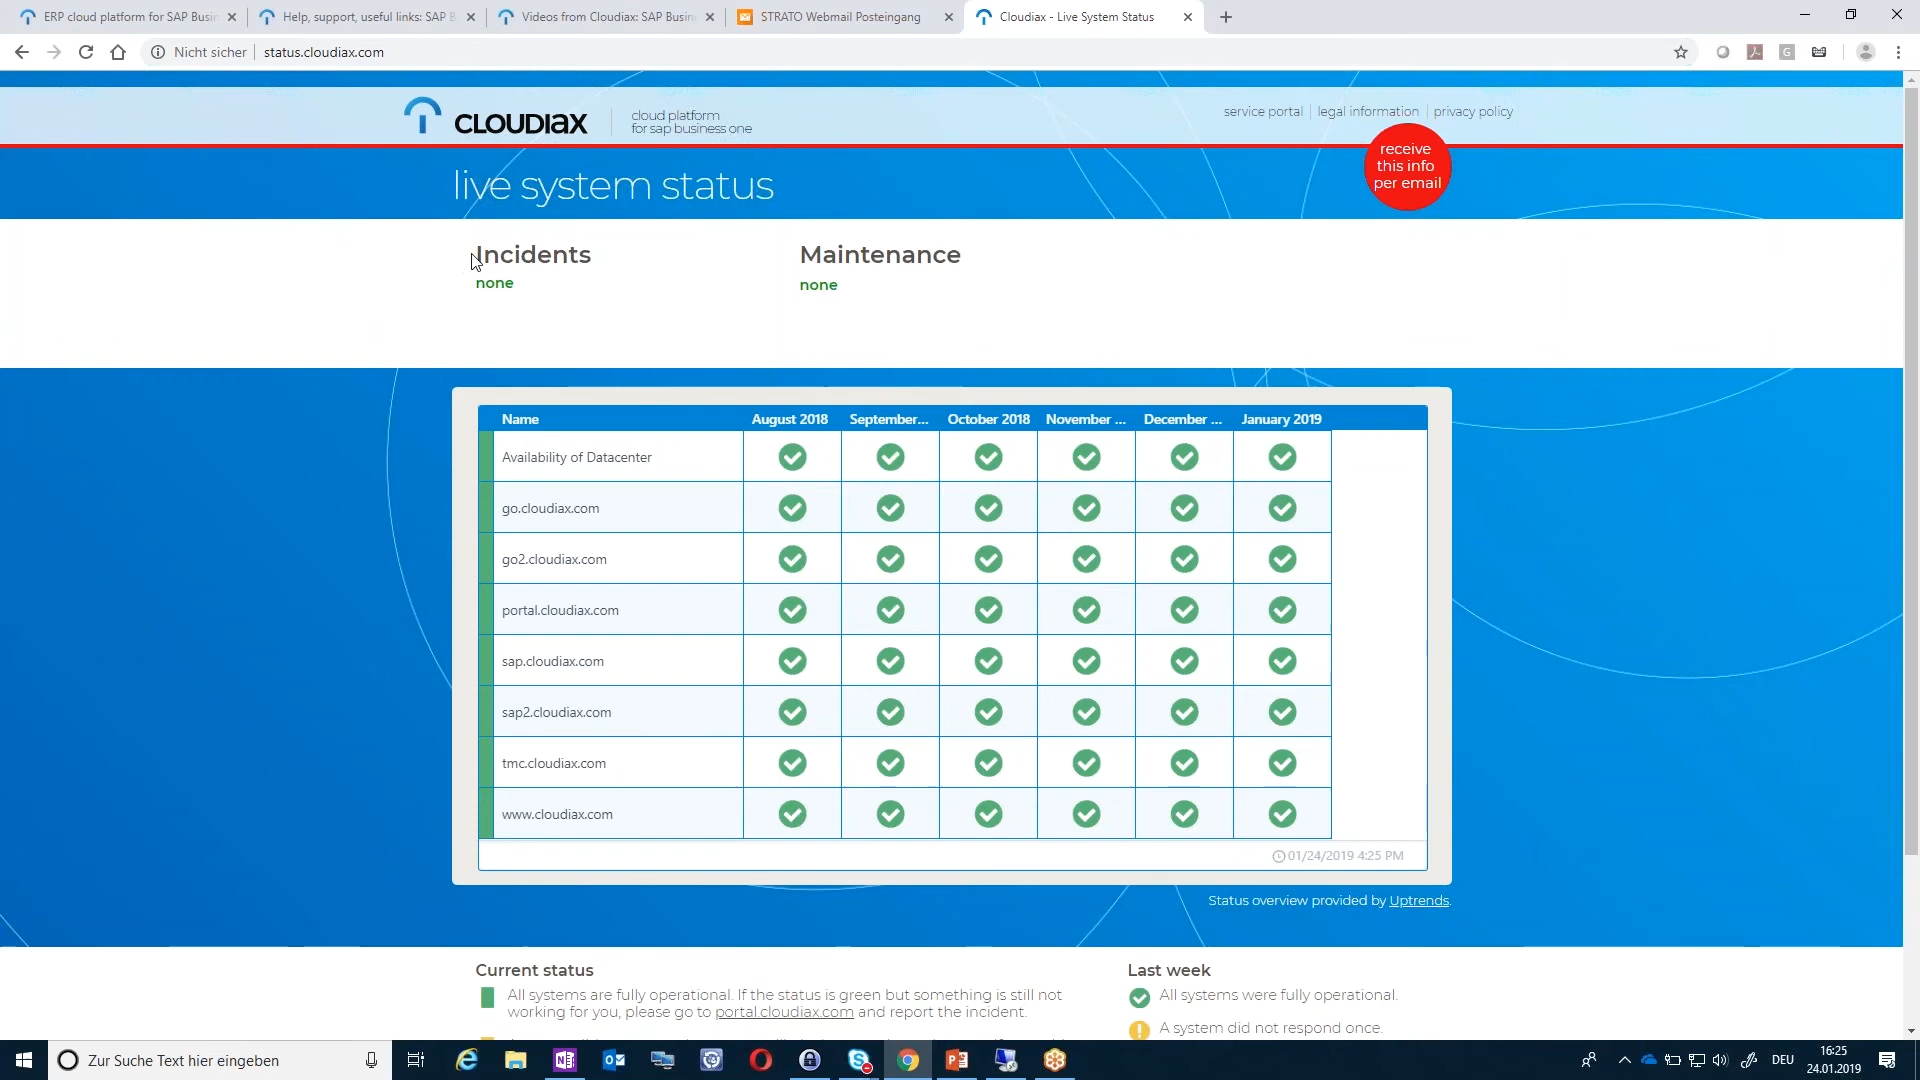 ERP cloud platform for SAP Busin
Help, support, useful links: SAP B
Videos from Cloudiax: SAP Busin
STRATO Webmail Posteingang
Cloudiax - Live System Status
Nicht sicher
status.cloudiax.com
CLOUDIAX
cloud platform
for sap business one
service portal
legal information
privacy policy
receive
this info
per email
live system status
Incidents
none
Maintenance
none
Name
August 2018
September...
October 2018
November ...
December ...
January 2019
Availability of Datacenter
go.cloudiax.com
go2.cloudiax.com
portal.cloudiax.com
sap.cloudiax.com
sap2.cloudiax.com
tmc.cloudiax.com
www.cloudiax.com
01/24/2019 4:25 PM
Status overview provided by Uptrends.
Current status
All systems are fully operational. If the status is green but something is still not
working for you, please go to portal.cloudiax.com and report the incident.
Last week
All systems were fully operational.
A system did not respond once.
Zur Suche Text hier eingeben
DEU
16:25
24.01.2019